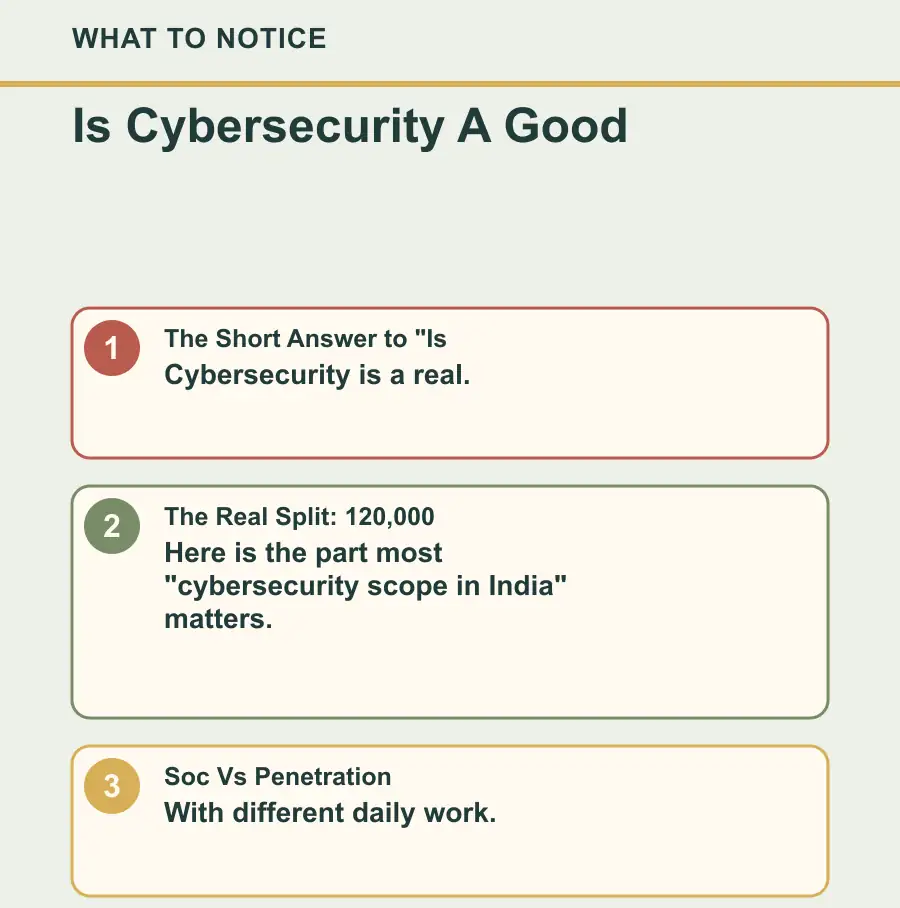 WHAT TO NOTICE
Is Cybersecurity A Good
1
The Short Answer to "Is
Cybersecurity is a real.
2
The Real Split: 120,000
Here is the part most
"cybersecurity scope in India"
matters.
3
Soc Vs Penetration
With different daily work.